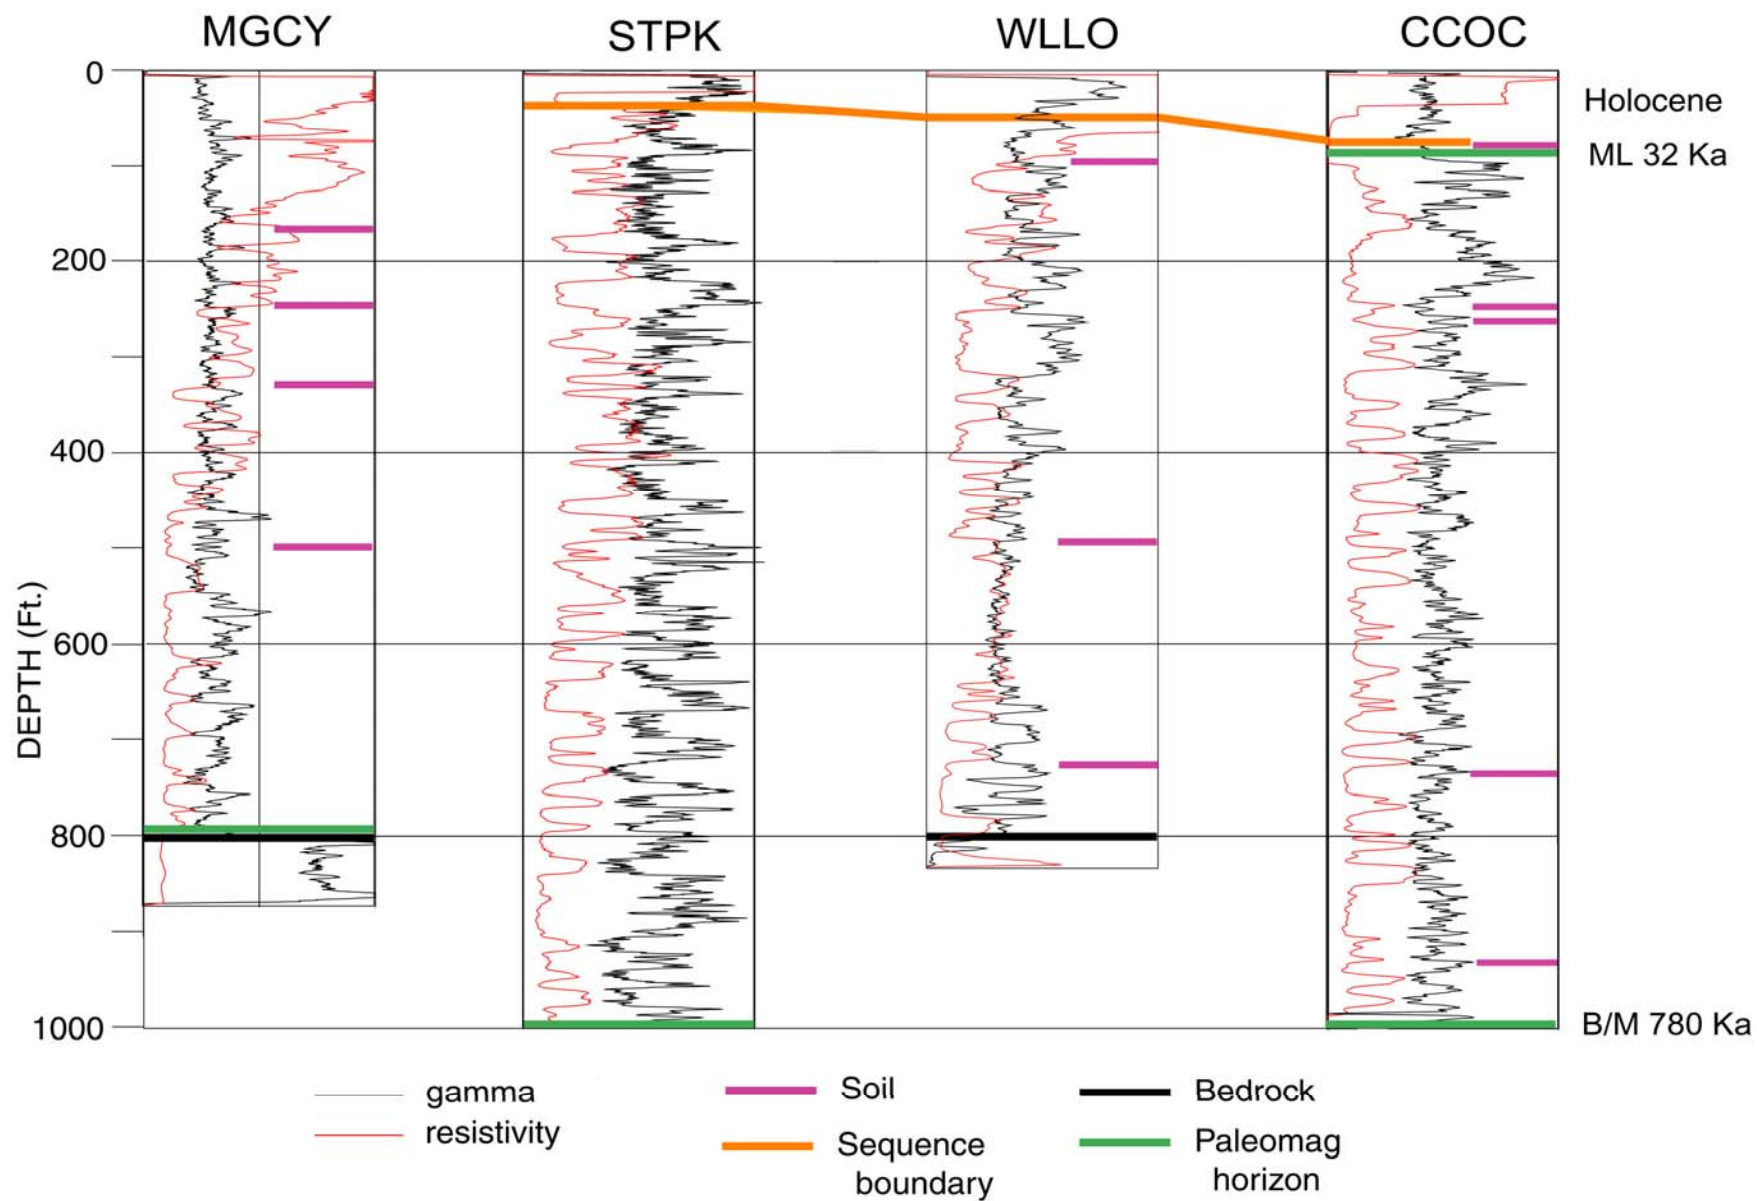 MGCY
STPK
WLLO
CCOC
0
200
400
600
800
1000
DEPTH (Ft.)
Holocene
ML 32 Ka
B/M 780 Ka
gamma
resistivity
Soil
Sequence
boundary
Bedrock
Paleomag
horizon